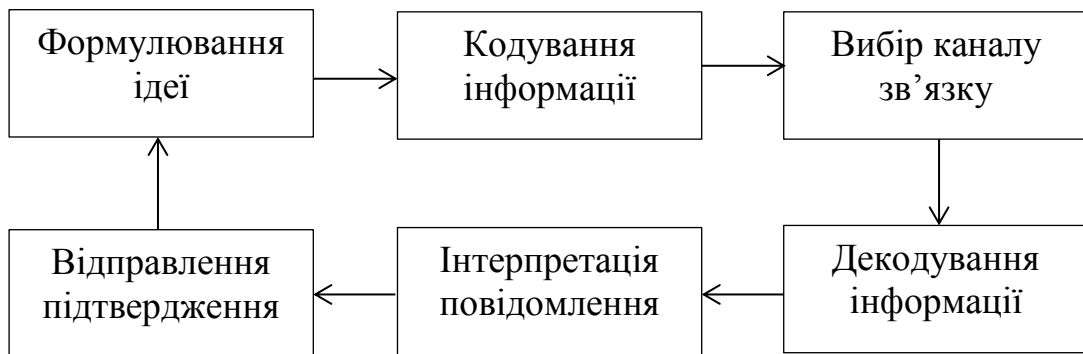 Формулювання
ідеї
Кодування
інформації
Вибір каналу
зв’язку
Відправлення
підтвердження
Інтерпретація
повідомлення
Декодування
інформації